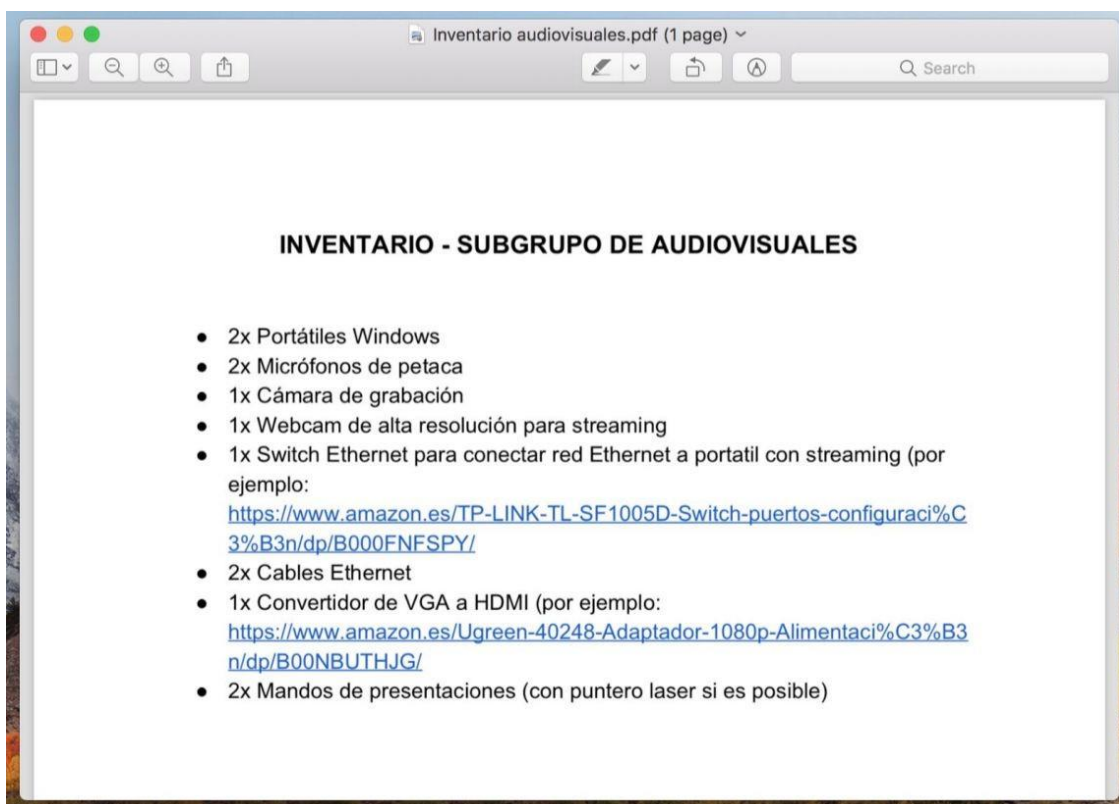 Inventario audiovisuales.pdf (1 page)
Search
INVENTARIO - SUBGRUPO DE AUDIOVISUALES
● 2x Portátiles Windows
● 2x Micrófonos de petaca
● 1x Cámara de grabación
● 1x Webcam de alta resolución para streaming
● 1x Switch Ethernet para conectar red Ethernet a portatil con streaming (por
ejemplo:
https://www.amazon.es/TP-LINK-TL-SF1005D-Switch-puertos-configuraci%C
3%B3n/dp/B000FNFSPY/
● 2x Cables Ethernet
● 1x Convertidor de VGA a HDMI (por ejemplo:
https://www.amazon.es/Ugreen-40248-Adaptador-1080p-Alimentaci%C3%B3
n/dp/B00NBUTHJG/
● 2x Mandos de presentaciones (con puntero laser si es posible)